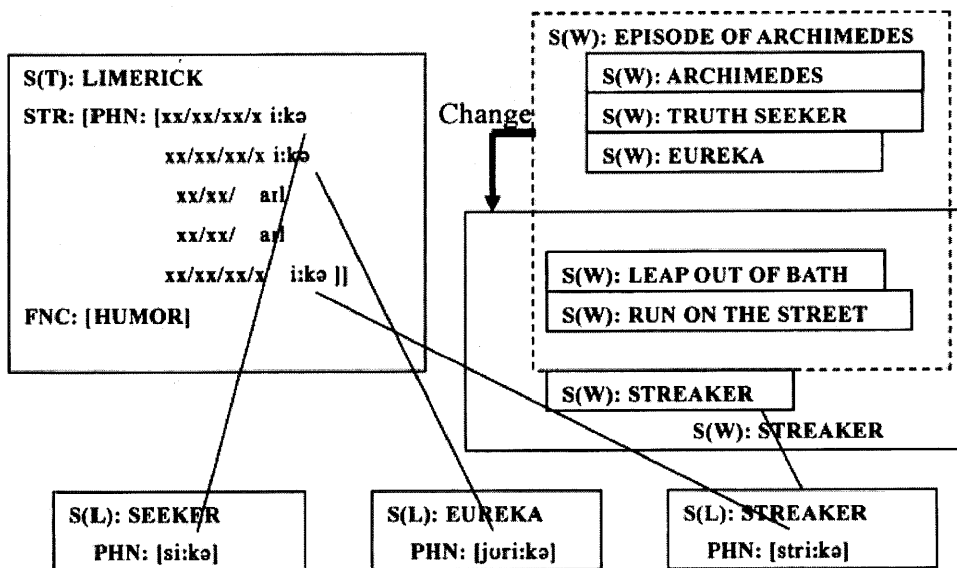 S(T): LIMERICK
STR: [PHN: [xx/xx/xx/x i:kə
xx/xx/xx/x i:kə
xx/xx/ aɪl
xx/xx/ aɪl
xx/xx/xx/x i:kə ]]
FNC: [HUMOR]
Change
S(W): EPISODE OF ARCHIMEDES
S(W): ARCHIMEDES
S(W): TRUTH SEEKER
S(W): EUREKA
S(W): LEAP OUT OF BATH
S(W): RUN ON THE STREET
S(W): STREAKER
S(W): STREAKER
S(L): SEEKER
PHN: [si:kə]
S(L): EUREKA
PHN: [jʊri:kə]
S(L): STREAKER
PHN: [stri:kə]